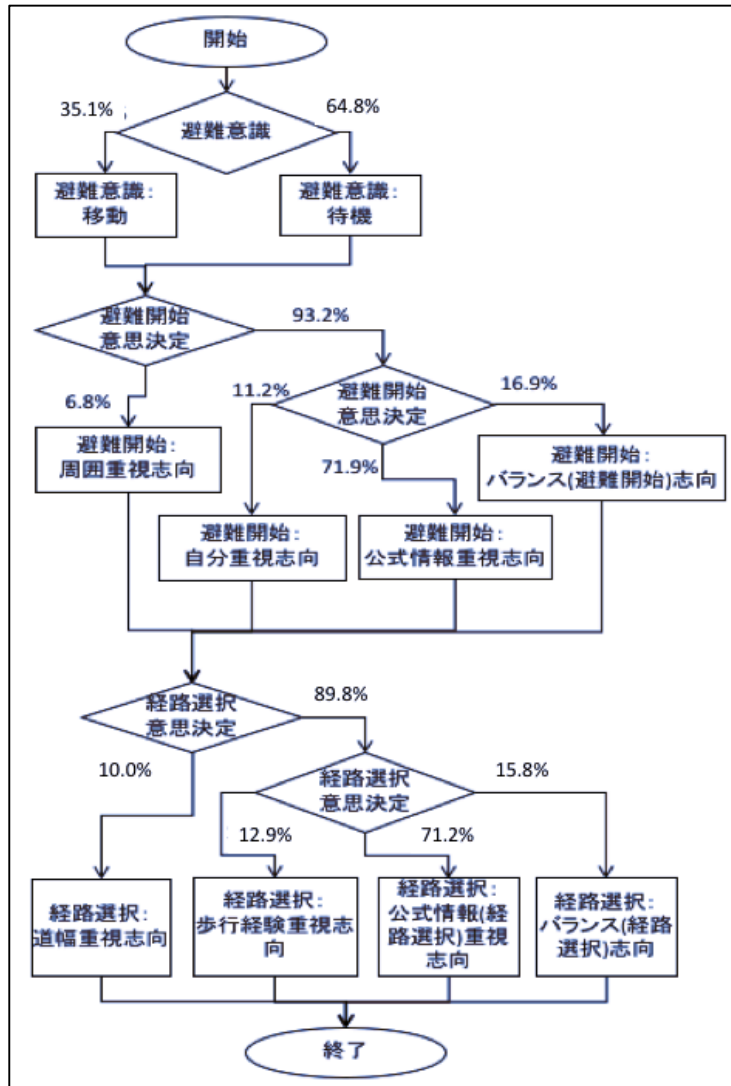 開始
35.1%
64.8%
避難意識
避難意識:
移動
避難意識:
待機
避難開始
意思決定
93.2%
6.8%
避難開始
意思決定
11.2%
16.9%
71.9%
避難開始:
周囲重視志向
避難開始:
バランス(避難開始)志向
避難開始:
自分重視志向
避難開始:
公式情報重視志向
経路選択
意思決定
89.8%
10.0%
経路選択
意思決定
15.8%
12.9%
71.2%
経路選択:
道幅重視志向
経路選択:
歩行経験重視志
向
経路選択:
公式情報(経
路選択)重視
志向
経路選択:
バランス(経路
選択)志向
終了